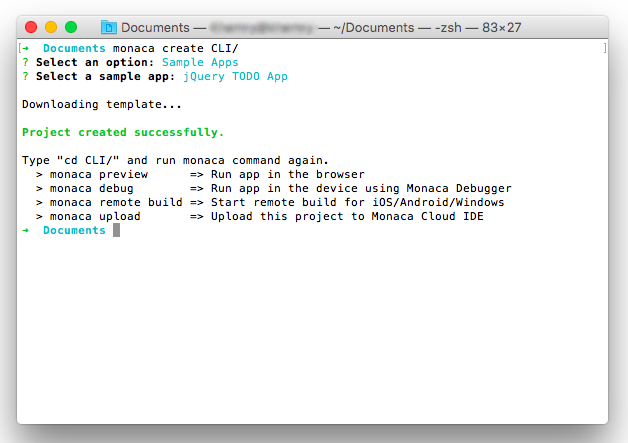 Documents — — ~/Documents — -zsh — 83×27
[→ Documents monaca create CLI/ ]
? Select an option: Sample Apps
? Select a sample app: jQuery TODO App
Downloading template...
Project created successfully.
Type "cd CLI/" and run monaca command again.
> monaca preview => Run app in the browser
> monaca debug => Run app in the device using Monaca Debugger
> monaca remote build => Start remote build for iOS/Android/Windows
> monaca upload => Upload this project to Monaca Cloud IDE
→ Documents